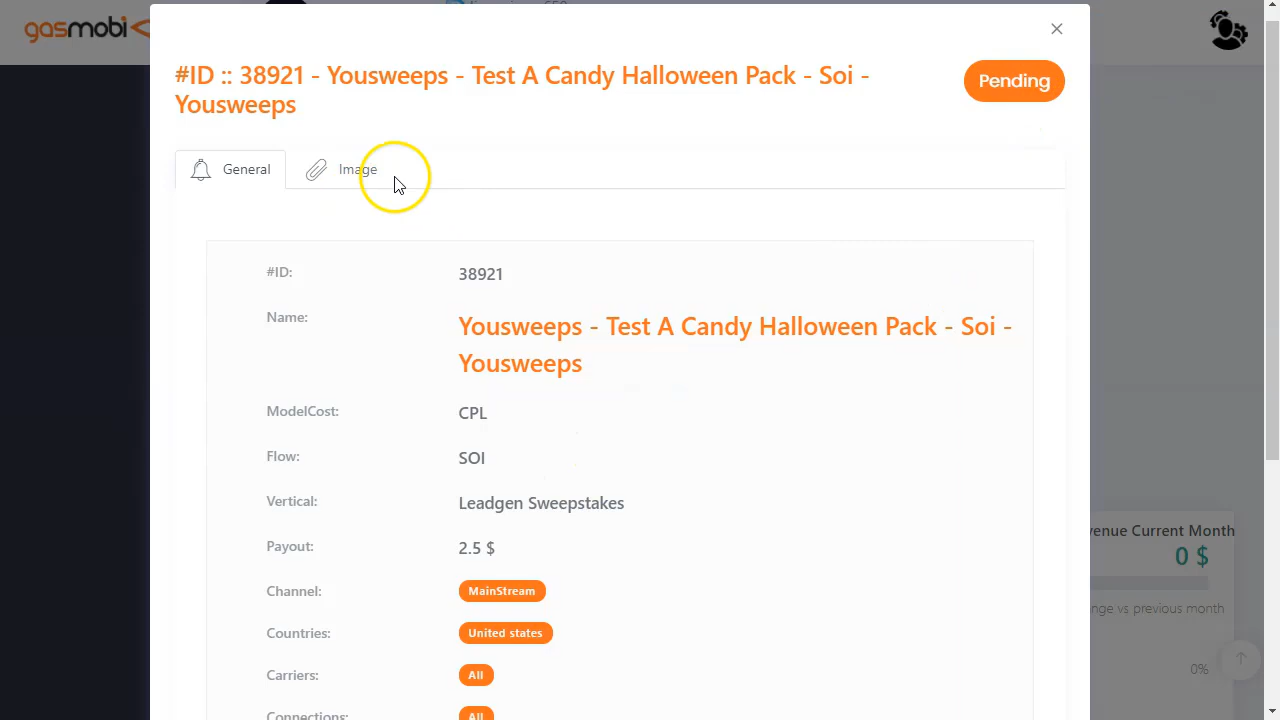 gasmobi
#ID :: 38921 - Yousweeps - Test A Candy Halloween Pack - Soi -
Yousweeps
Pending
General
Image
#ID:
38921
Name:
Yousweeps - Test A Candy Halloween Pack - Soi -
Yousweeps
ModelCost:
CPL
Flow:
SOI
Vertical:
Leadgen Sweepstakes
Payout:
2.5 $
Channel:
MainStream
Countries:
United states
Carriers:
All
Connections:
All
venue Current Month
0 $
nge vs previous month
0%